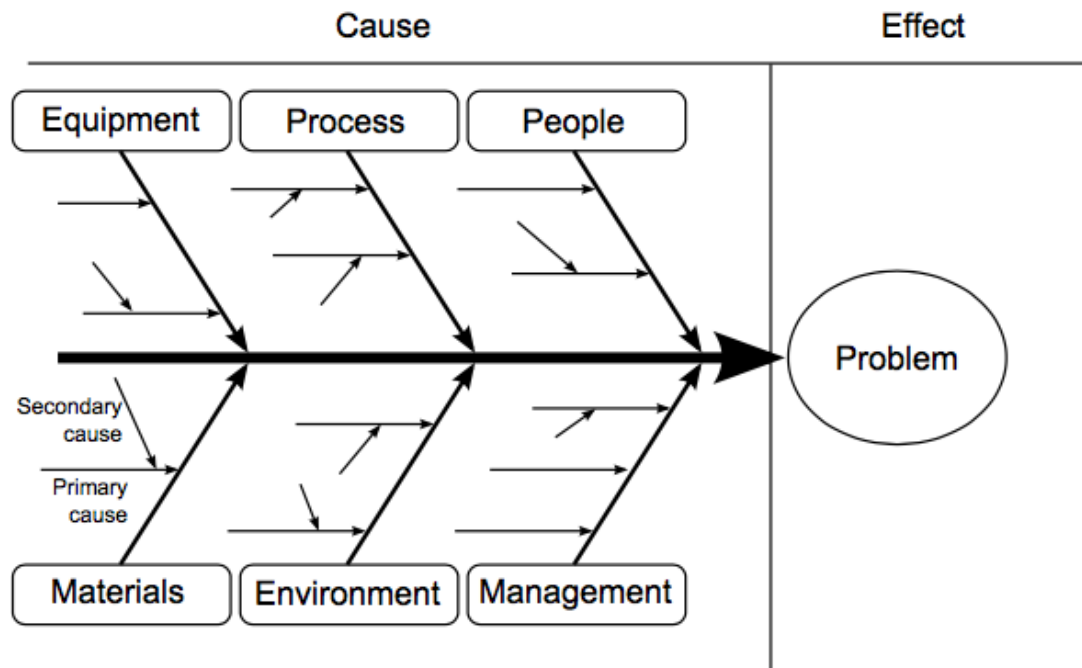 Cause
Effect
Equipment
Process
People
Problem
Secondary
cause
Primary
cause
Materials
Environment
Management